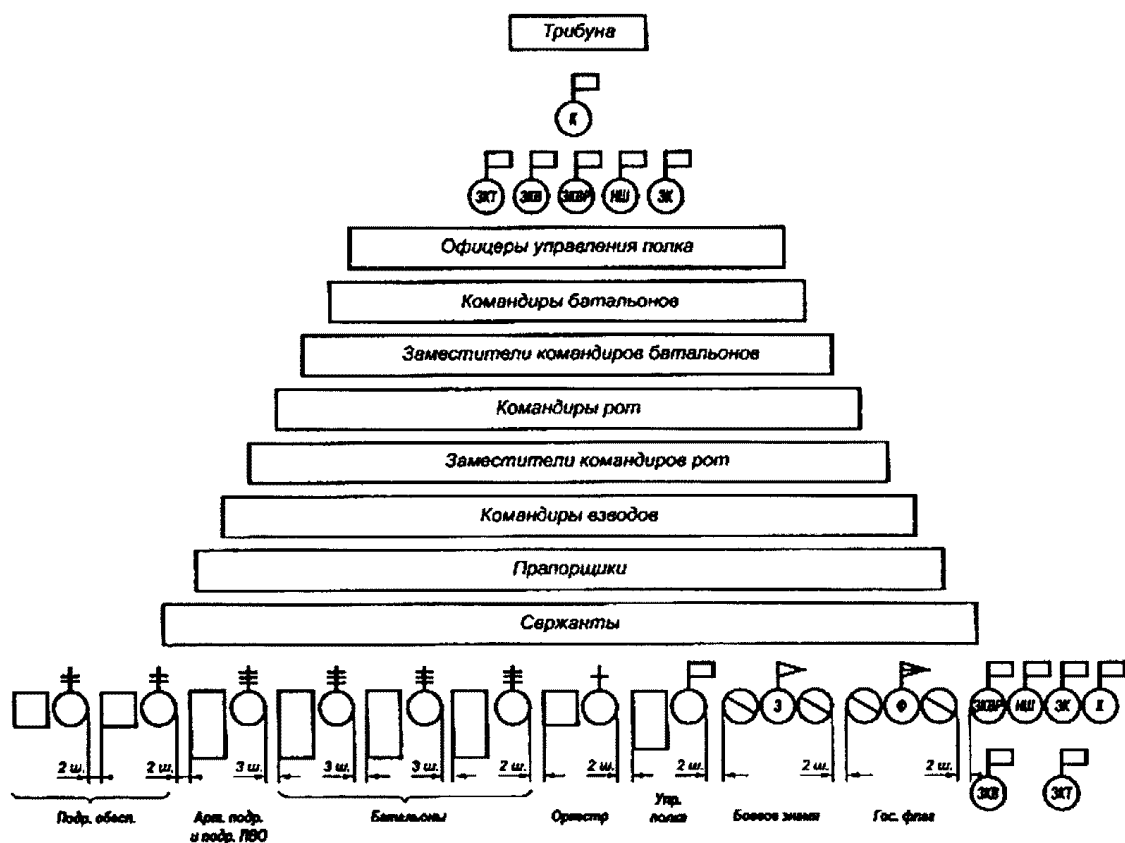 Трибуна
К
ЗКТ ЗКВ ЗКВР НШ ЗК
Офицеры управления полка
Командиры батальонов
Заместители командиров батальонов
Командиры рот
Заместители командиров рот
Командиры взводов
Прапорщики
Сержанты
З Ф ЗКВР НШ ЗК К
2 ш. 2 ш. 3 ш. 3 ш. 3 ш. 2 ш. 2 ш. 2 ш. 2 ш. 2 ш.
ЗКВ ЗКТ
Подр. обесп. Арт. подр. и подр. ПВО Батальоны Оркестр Упр. полка Боевое знамя Гос. флаг